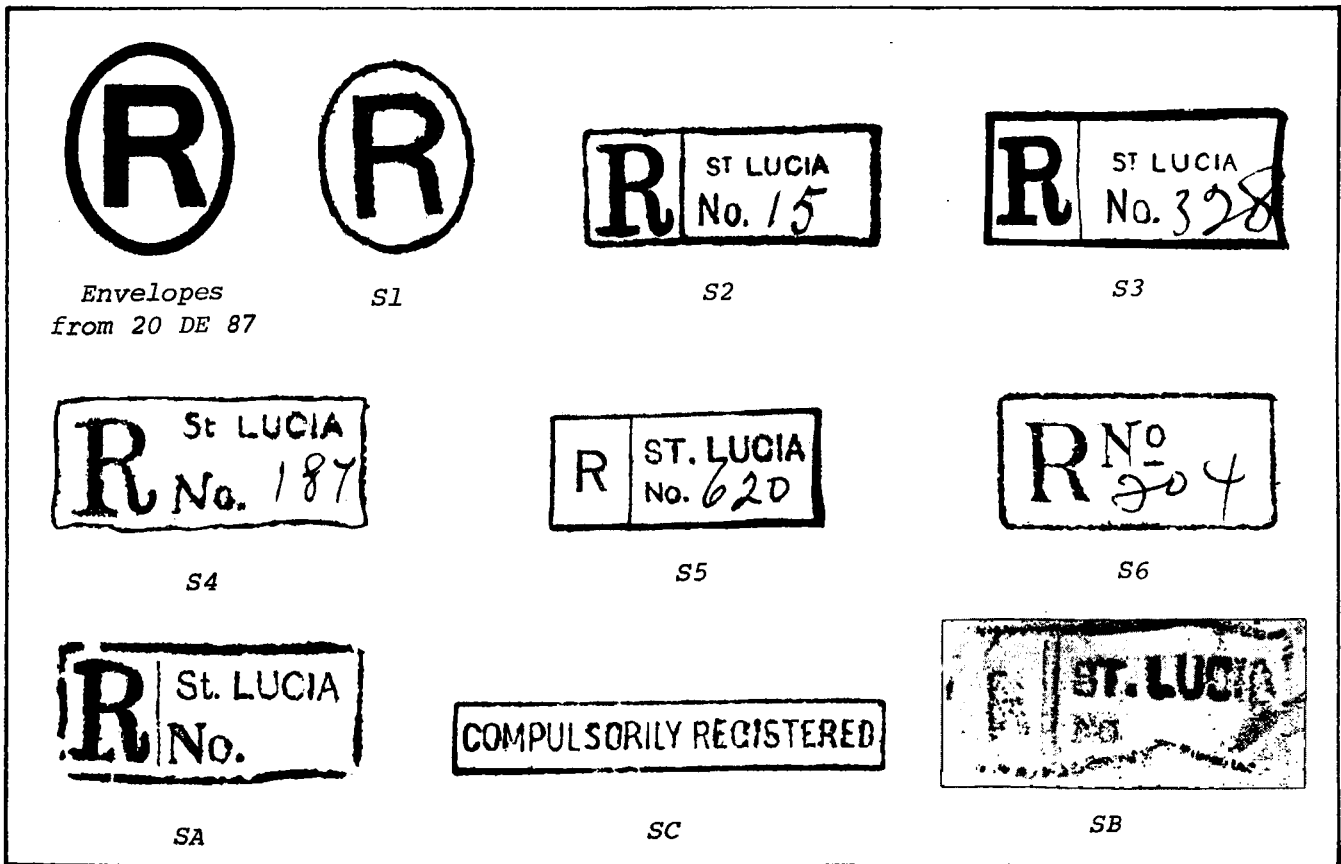 R
Envelopes
from 20 DE 87
R
S1
R ST LUCIA
No. 15
S2
R ST LUCIA
No. 328
S3
R St LUCIA
No. 187
S4
R ST. LUCIA
No. 620
S5
R No
204
S6
R St. LUCIA
No.
SA
COMPULSORILY REGISTERED
SC
R ST. LUCIA
No.
SB